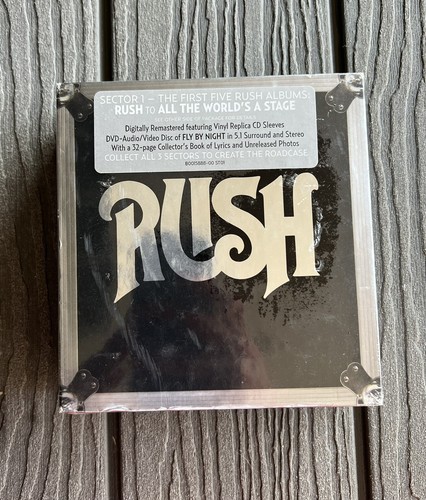 SECTOR 1 – THE FIRST FIVE RUSH ALBUMS
RUSH TO ALL THE WORLD'S A STAGE
Digitally Remastered featuring Vinyl Replica CD Sleeves
DVD-Audio/Video Disc of FLY BY NIGHT in 5.1 Surround and Stereo
With a 32-page Collector's Book of Lyrics and Unreleased Photos
COLLECT ALL 3 SECTORS TO CREATE THE ROADCASE
RUSH